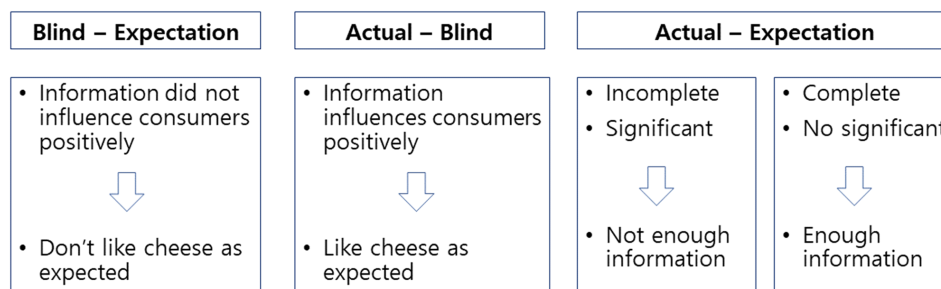 Blind – Expectation
Actual – Blind
Actual – Expectation
• Information did not
influence consumers
positively
• Don't like cheese as
expected
• Information
influences consumers
positively
• Like cheese as
expected
• Incomplete
• Significant
• Not enough
information
• Complete
• No significant
• Enough
information